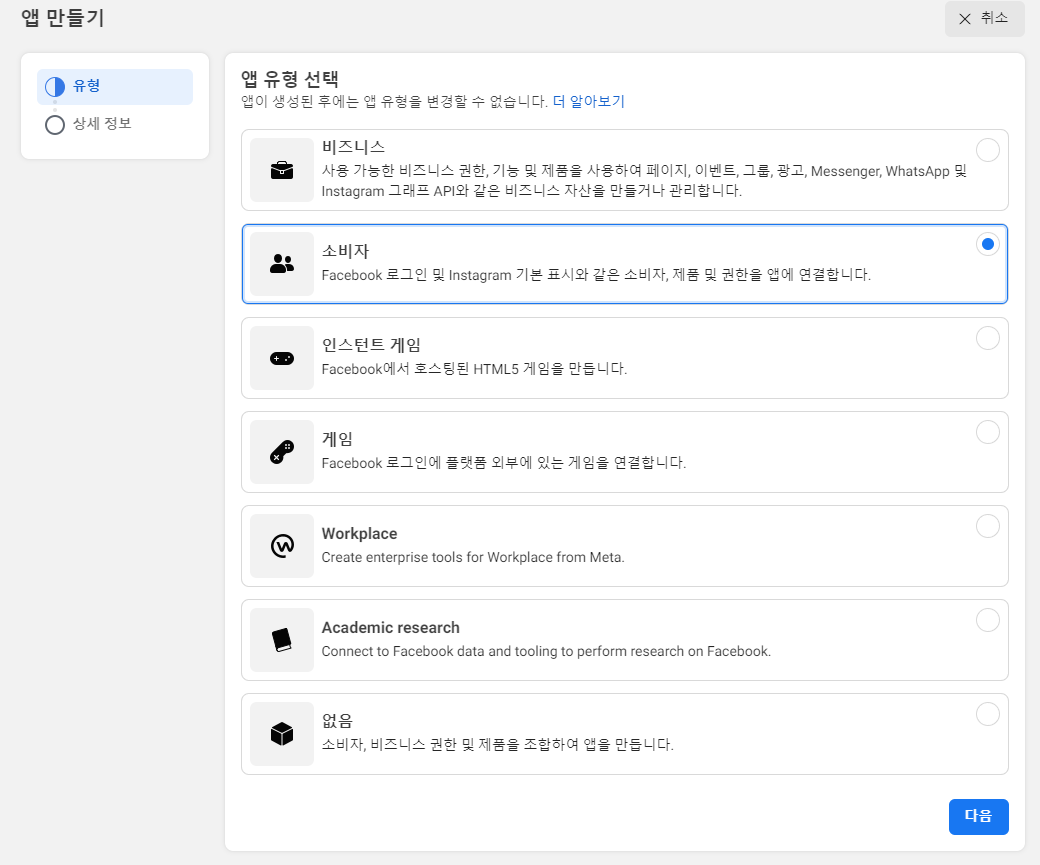 앱 만들기
취소
유형
상세 정보
앱 유형 선택
앱이 생성된 후에는 앱 유형을 변경할 수 없습니다. 더 알아보기
비즈니스
사용 가능한 비즈니스 권한, 기능 및 제품을 사용하여 페이지, 이벤트, 그룹, 광고, Messenger, WhatsApp 및
Instagram 그래프 API와 같은 비즈니스 자산을 만들거나 관리합니다.
소비자
Facebook 로그인 및 Instagram 기본 표시와 같은 소비자, 제품 및 권한을 앱에 연결합니다.
인스턴트 게임
Facebook에서 호스팅된 HTML5 게임을 만듭니다.
게임
Facebook 로그인에 플랫폼 외부에 있는 게임을 연결합니다.
Workplace
Create enterprise tools for Workplace from Meta.
Academic research
Connect to Facebook data and tooling to perform research on Facebook.
없음
소비자, 비즈니스 권한 및 제품을 조합하여 앱을 만듭니다.
다음